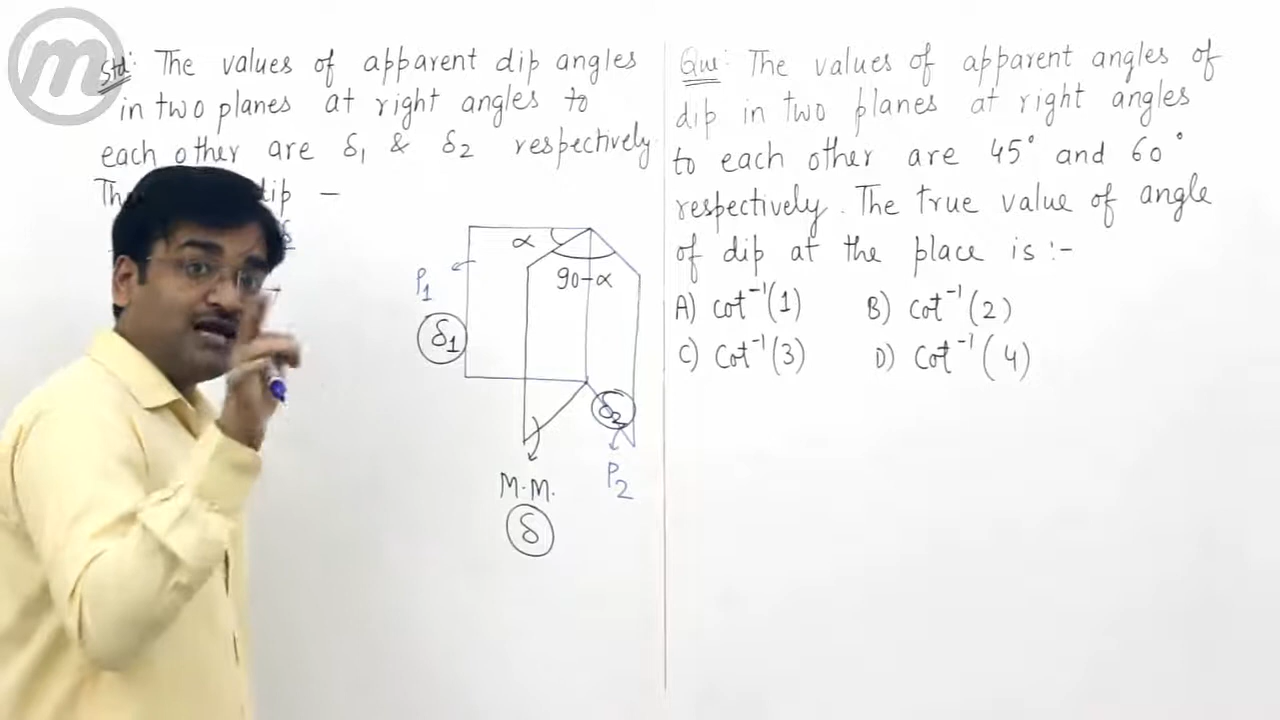 m
Std: The values of apparent dip angles
in two planes at right angles to
each other are δ₁ & δ₂ respectively.
dip –
α
90-α
P₁
δ₁
δ₂
P₂
M.M.
δ
Que: The values of apparent angles of
dip in two planes at right angles
to each other are 45° and 60°
respectively. The true value of angle
of dip at the place is :-
A) cot⁻¹(1) B) cot⁻¹(2)
C) cot⁻¹(3) D) cot⁻¹(4)